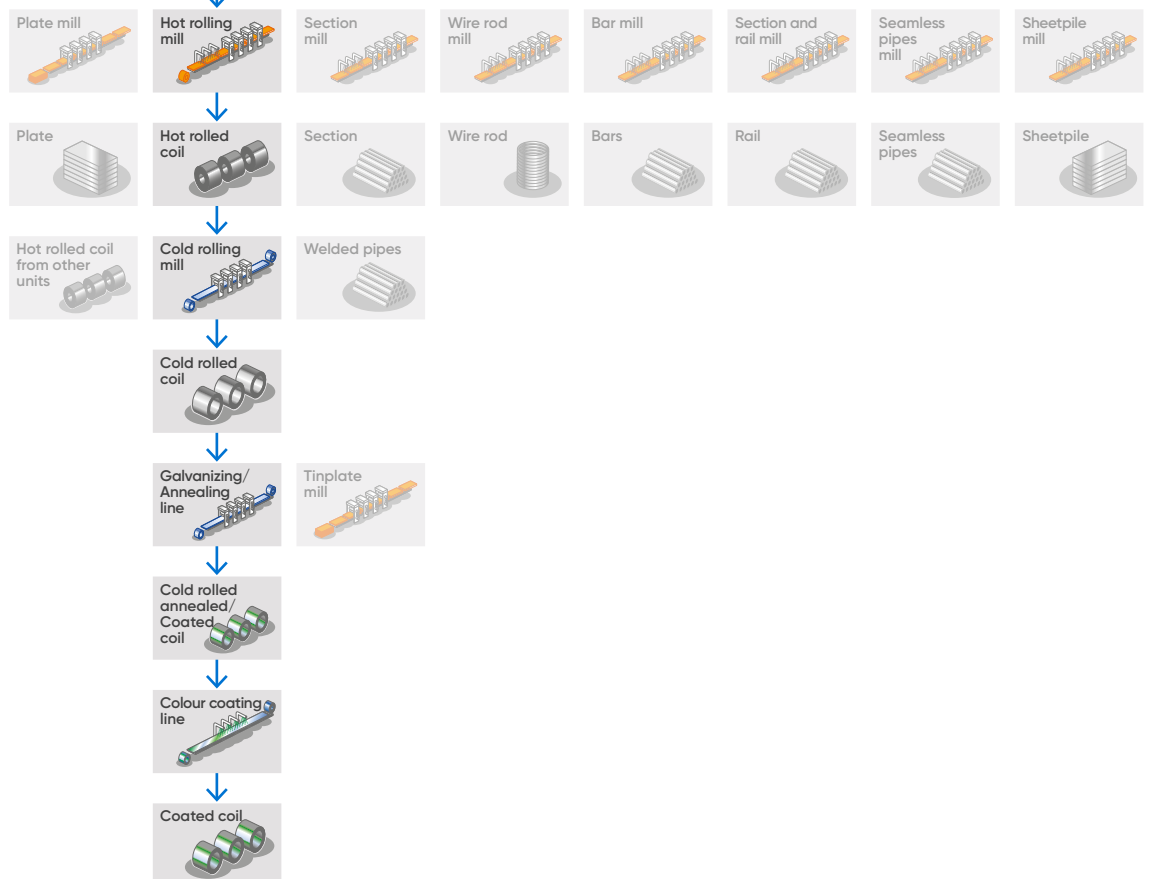 Plate mill
Hot rolling
mill
Section
mill
Wire rod
mill
Bar mill
Section and
rail mill
Seamless
pipes
mill
Sheetpile
mill
Plate
Hot rolled
coil
Section
Wire rod
Bars
Rail
Seamless
pipes
Sheetpile
Hot rolled coil
from other
units
Cold rolling
mill
Welded pipes
Cold rolled
coil
Galvanizing/
Annealing
line
Tinplate
mill
Cold rolled
annealed/
Coated
coil
Colour coating
line
Coated coil